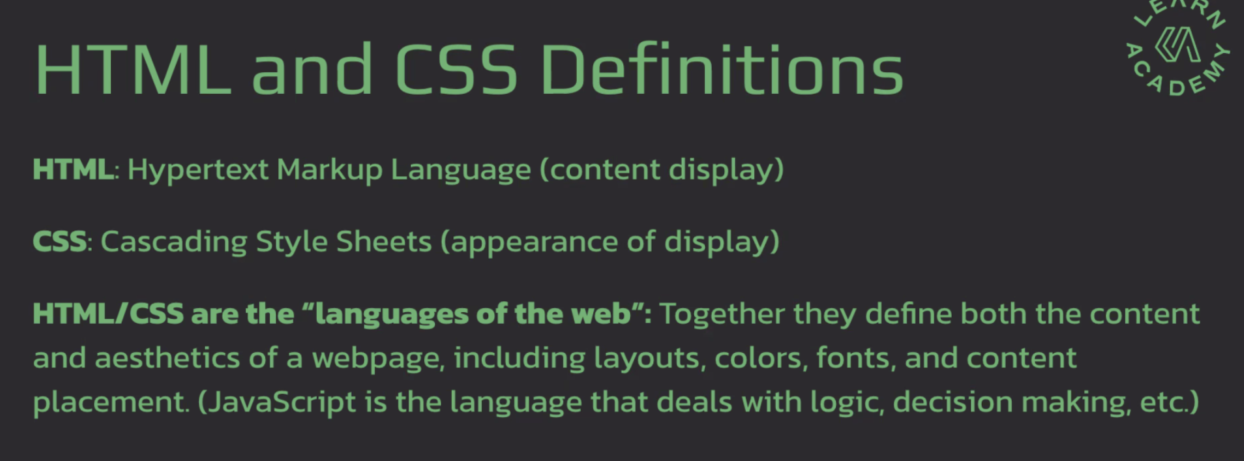 HTML and CSS Definitions
LEARN ACADEMY
HTML: Hypertext Markup Language (content display)
CSS: Cascading Style Sheets (appearance of display)
HTML/CSS are the “languages of the web”: Together they define both the content
and aesthetics of a webpage, including layouts, colors, fonts, and content
placement. (JavaScript is the language that deals with logic, decision making, etc.)